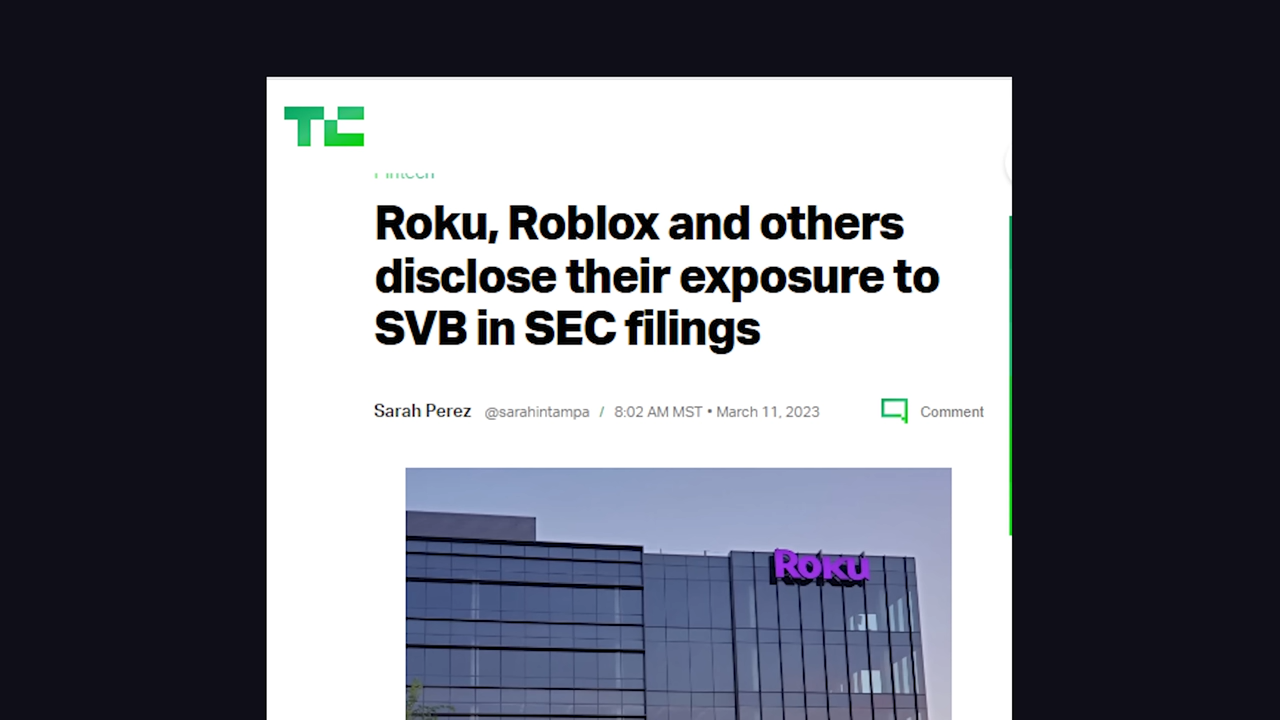 TC
Fintech
Roku, Roblox and others
disclose their exposure to
SVB in SEC filings
Sarah Perez @sarahintampa / 8:02 AM MST • March 11, 2023 Comment
Roku